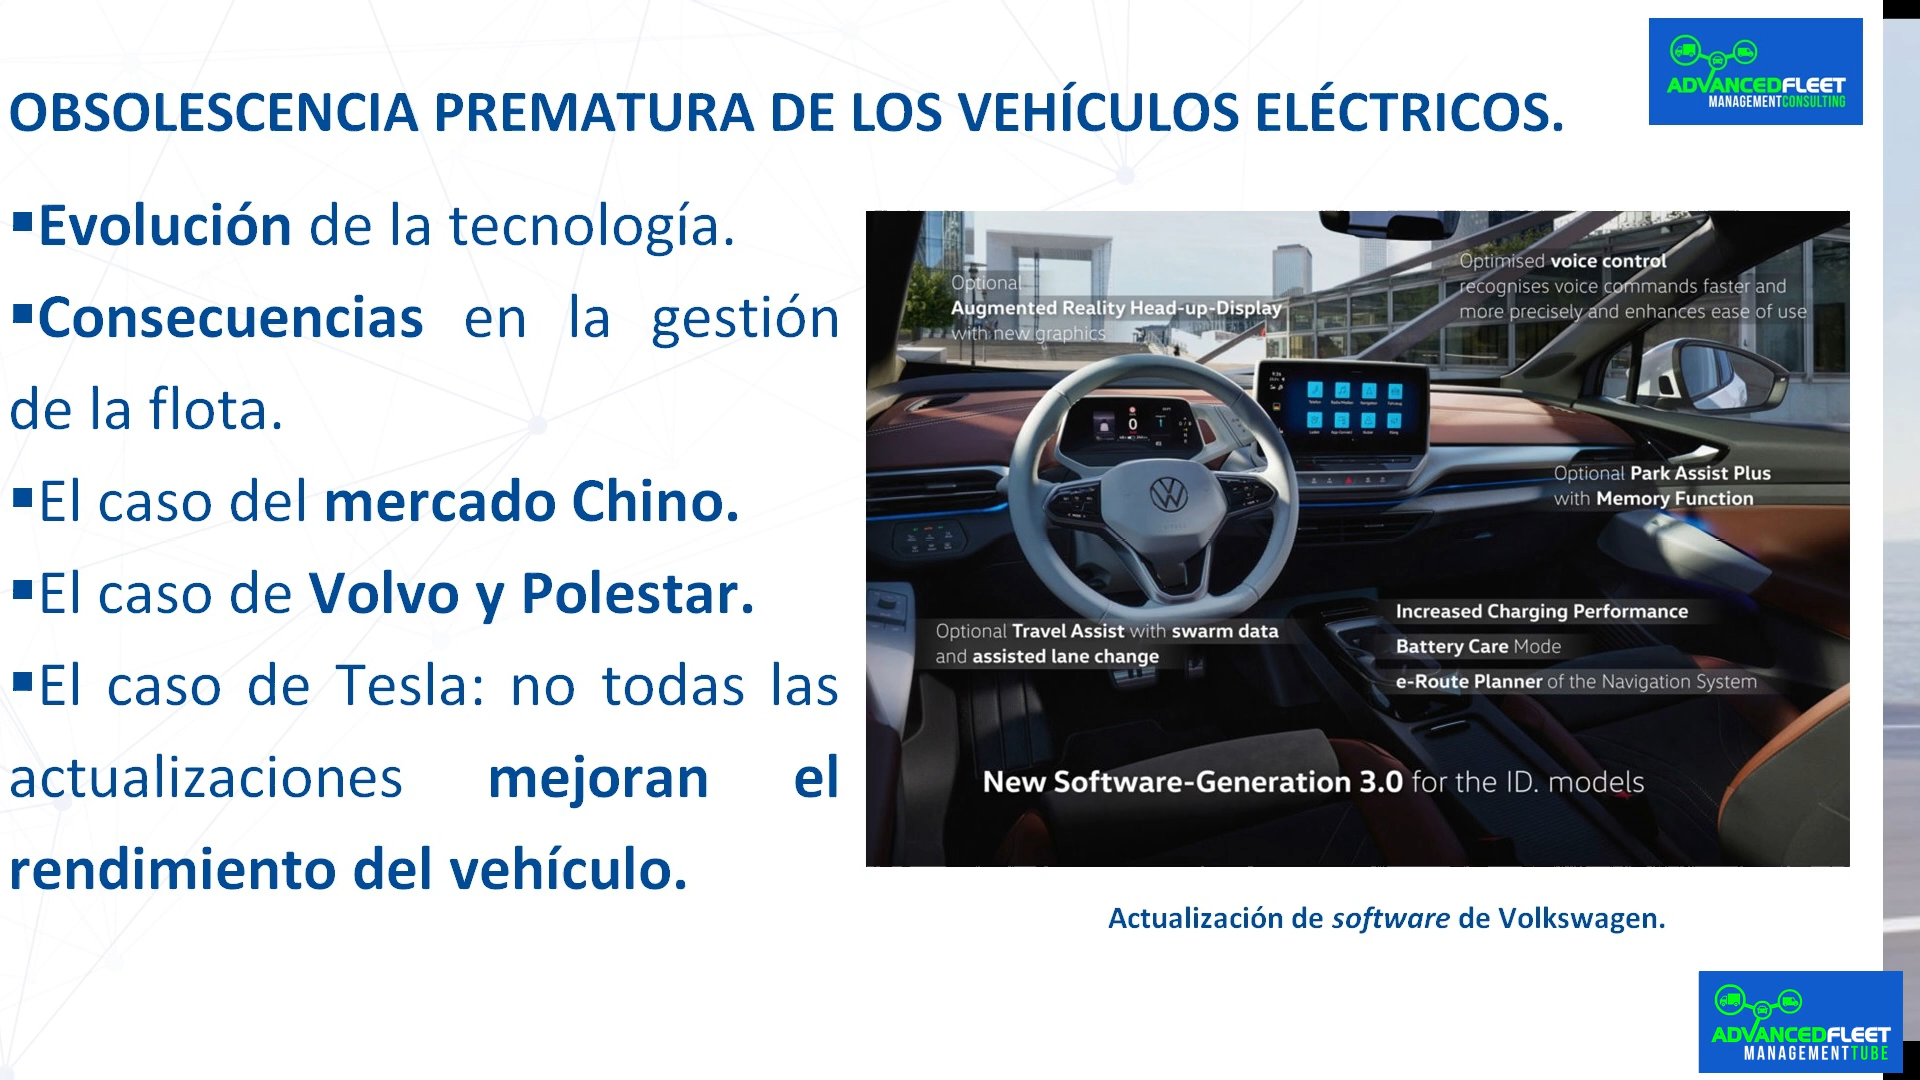 ADVANCEDFLEET
MANAGEMENTCONSULTING
OBSOLESCENCIA PREMATURA DE LOS VEHÍCULOS ELÉCTRICOS.
▪Evolución de la tecnología.
▪Consecuencias en la gestión
de la flota.
▪El caso del mercado Chino.
▪El caso de Volvo y Polestar.
▪El caso de Tesla: no todas las
actualizaciones mejoran el
rendimiento del vehículo.
Optional
Augmented Reality Head-up-Display
with new graphics
Optimised voice control
recognises voice commands faster and
more precisely and enhances ease of use
Optional Park Assist Plus
with Memory Function
Optional Travel Assist with swarm data
and assisted lane change
Increased Charging Performance
Battery Care Mode
e-Route Planner of the Navigation System
New Software-Generation 3.0 for the ID. models
Actualización de software de Volkswagen.
ADVANCEDFLEET
MANAGEMENTTUBE